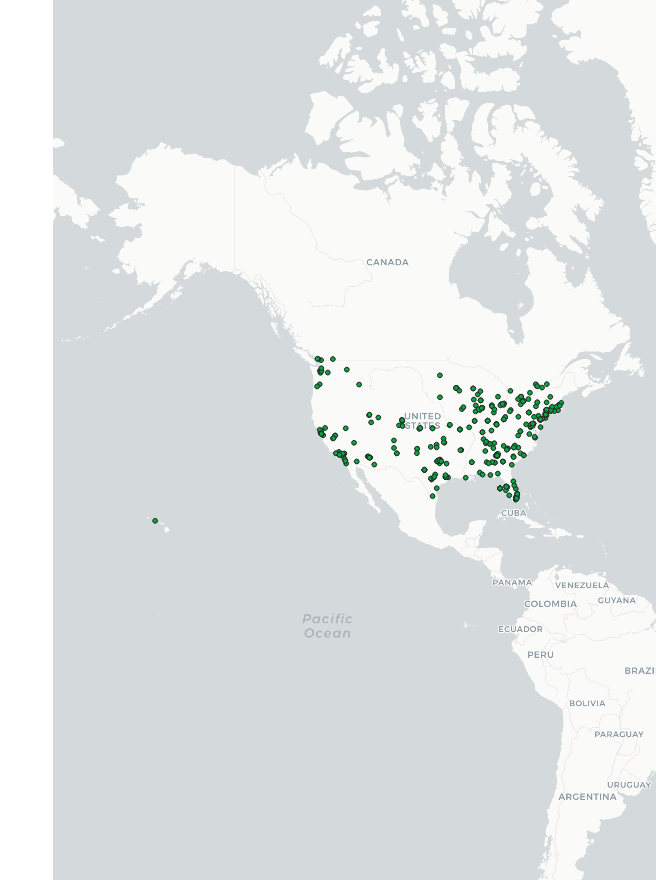 CANADA
UNITED
STATES
CUBA
PANAMA
VENEZUELA
COLOMBIA
GUYANA
Pacific
Ocean
ECUADOR
PERU
BRAZI
BOLIVIA
PARAGUAY
URUGUAY
ARGENTINA